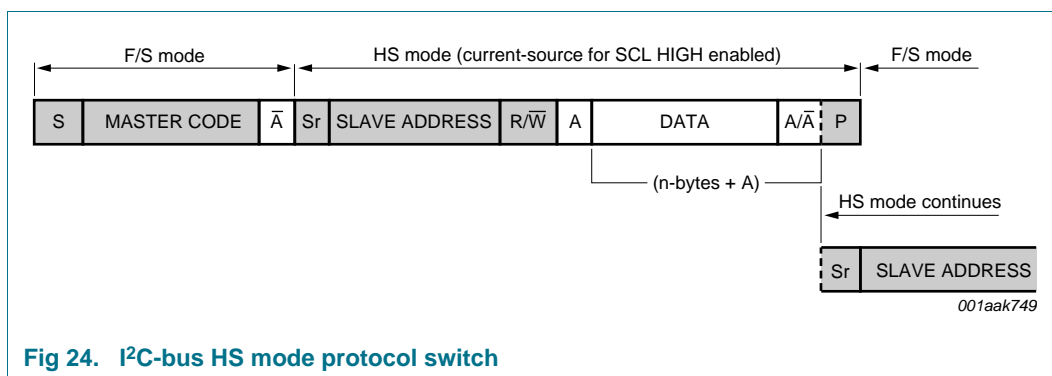 F/S mode HS mode (current-source for SCL HIGH enabled) F/S mode
S MASTER CODE A̅ Sr SLAVE ADDRESS R/W̅ A DATA A/A̅ P
(n-bytes + A)
HS mode continues
Sr SLAVE ADDRESS
001aak749
Fig 24. I²C-bus HS mode protocol switch